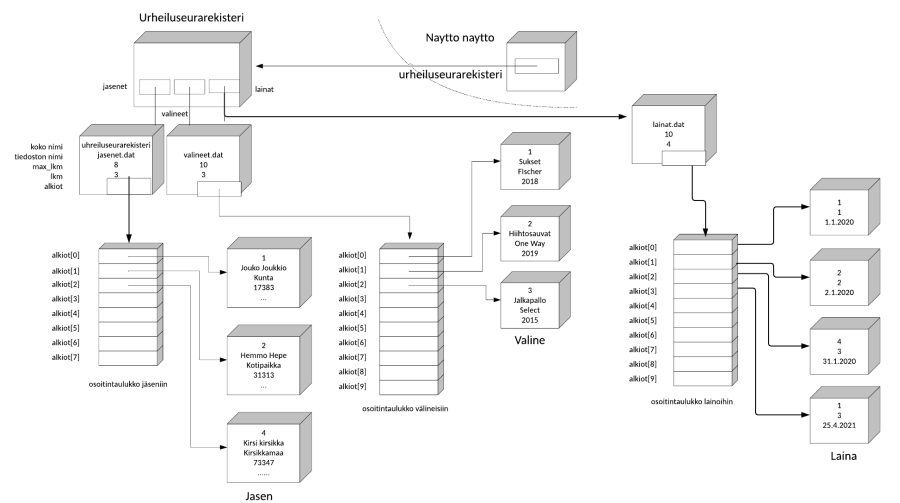 Urheiluseurarekisteri
Naytto naytto
urheiluseurarekisteri
jasenet
lainat
valineet
koko nimi
tiedoston nimi
max_lkm
lkm
alkiot
uhreiluseurarekisteri
jasenet.dat
8
3
valineet.dat
10
3
lainat.dat
10
4
alkiot[0]
alkiot[1]
alkiot[2]
alkiot[3]
alkiot[4]
alkiot[5]
alkiot[6]
alkiot[7]
osoitintaulukko jäseniin
1
Jouko Joukkio
Kunta
17383
...
2
Hemmo Hepe
Kotipaikka
31313
...
4
Kirsi kirsikka
Kirsikkamaa
73347
......
Jasen
alkiot[0]
alkiot[1]
alkiot[2]
alkiot[3]
alkiot[4]
alkiot[5]
alkiot[6]
alkiot[7]
alkiot[8]
alkiot[9]
osoitintaulukko välineisiin
1
Sukset
FIscher
2018
2
Hiihtosauvat
One Way
2019
3
Jalkapallo
Select
2015
Valine
alkiot[0]
alkiot[1]
alkiot[2]
alkiot[3]
alkiot[4]
alkiot[5]
alkiot[6]
alkiot[7]
alkiot[8]
alkiot[9]
osoitintaulukko lainoihin
1
1
1.1.2020
2
2
2.1.2020
4
3
31.1.2020
1
3
25.4.2021
Laina